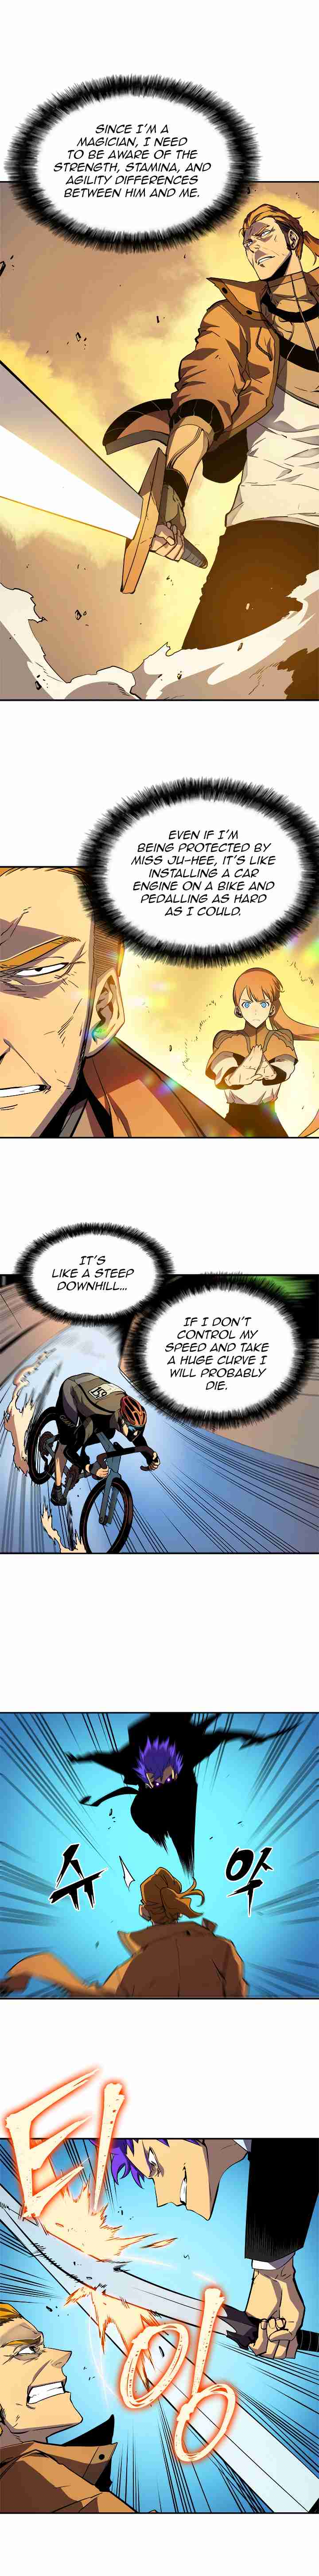 SINCE I'M A
MAGICIAN, I NEED
TO BE AWARE OF THE
STRENGTH, STAMINA, AND
AGILITY DIFFERENCES
BETWEEN HIM AND ME.
EVEN IF I'M
BEING PROTECTED BY
MISS JU-HEE, IT'S LIKE
INSTALLING A CAR
ENGINE ON A BIKE AND
PEDALLING AS HARD
AS I COULD.
IT'S
LIKE A STEEP
DOWNHILL...
IF I DON'T
CONTROL MY
SPEED AND TAKE
A HUGE CURVE I
WILL PROBABLY
DIE.
슈악
터엉